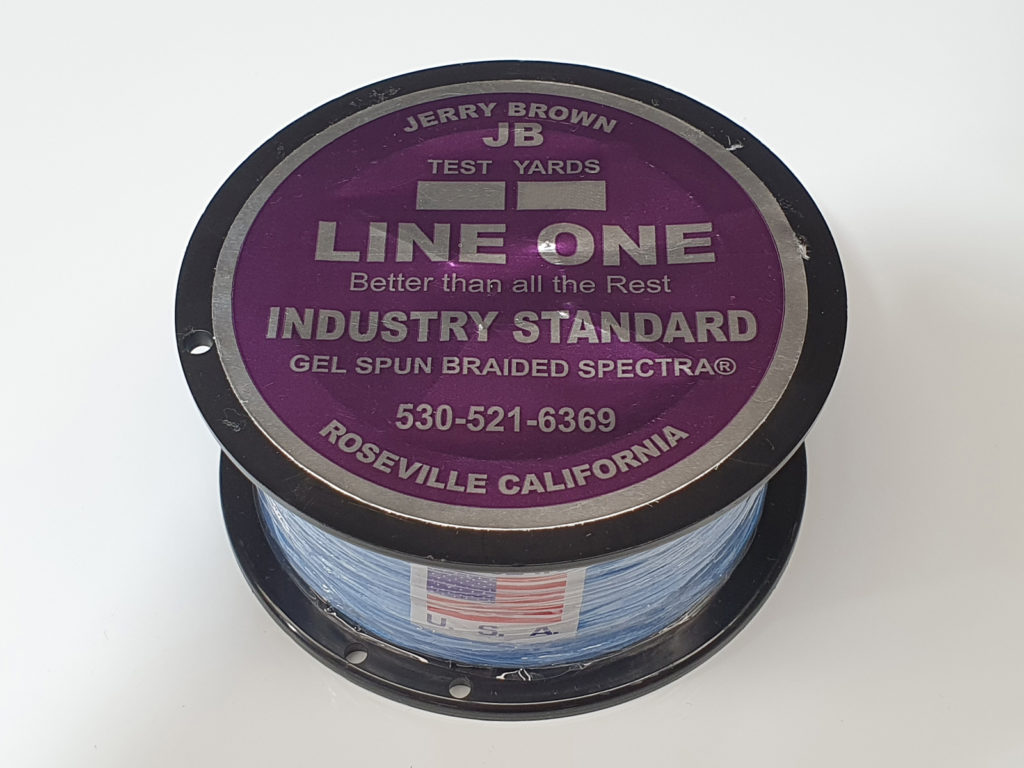 JERRY BROWN
JB
TEST YARDS
LINE ONE
Better than all the Rest
INDUSTRY STANDARD
GEL SPUN BRAIDED SPECTRA®
530-521-6369
ROSEVILLE CALIFORNIA
U. S. A.